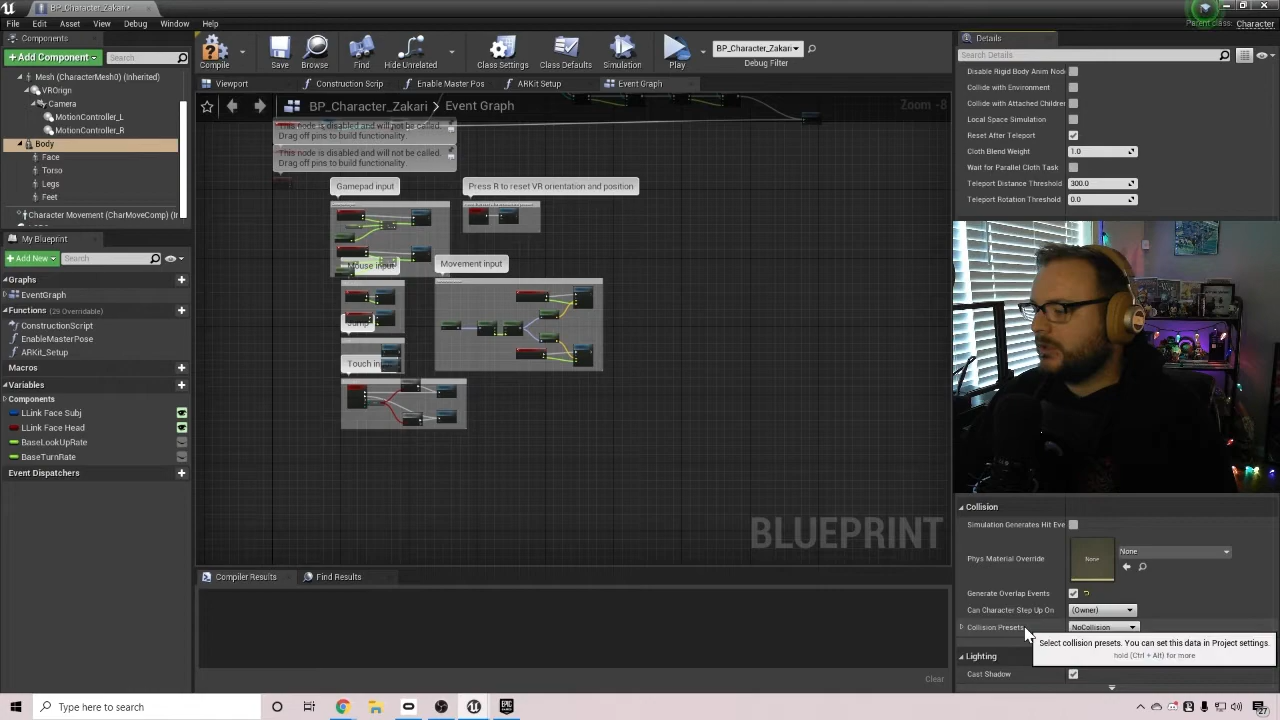 BP_Character_Zakari*
Parent class: Character
File Edit Asset View Debug Window Help
Components
+ Add Component Search
Mesh (CharacterMesh0) (Inherited)
VROrign
Camera
MotionController_L
MotionController_R
Body
Face
Torso
Legs
Feet
Character Movement (CharMoveComp) (In
My Blueprint
+ Add New Search
Graphs
EventGraph
Functions (29 Overridable)
ConstructionScript
EnableMasterPose
ARKit_Setup
Macros
Variables
Components
LLink Face Subj
LLink Face Head
BaseLookUpRate
BaseTurnRate
Event Dispatchers
Compile Save Browse Find Hide Unrelated Class Settings Class Defaults Simulation Play
BP_Character_Zakari
Debug Filter
Viewport Construction Scrip Enable Master Pos ARKit Setup Event Graph
BP_Character_Zakari > Event Graph
Zoom -8
This node is disabled and will not be called.
Drag off pins to build functionality.
This node is disabled and will not be called.
Drag off pins to build functionality.
Gamepad input
Press R to reset VR orientation and position
Mouse input
Movement input
Touch in
BLUEPRINT
Compiler Results Find Results
Clear
Details
Search Details
Disable Rigid Body Anim Nod
Collide with Environment
Collide with Attached Children
Local Space Simulation
Reset After Teleport
Cloth Blend Weight 1.0
Wait for Parallel Cloth Task
Teleport Distance Threshold 300.0
Teleport Rotation Threshold 0.0
Collision
Simulation Generates Hit Eve
Phys Material Override None None
Generate Overlap Events
Can Character Step Up On (Owner)
Collision Presets NoCollision
Select collision presets. You can set this data in Project settings.
hold (Ctrl + Alt) for more
Lighting
Cast Shadow
Type here to search